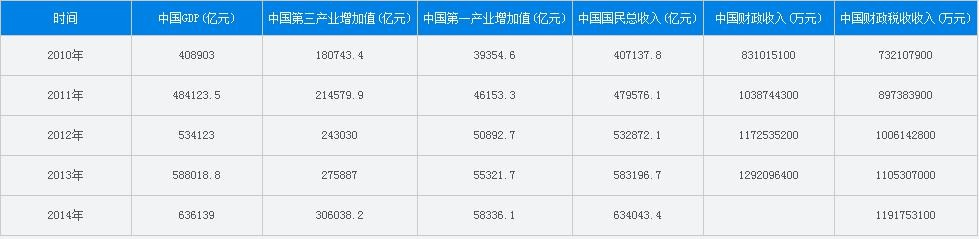 时间 中国GDP(亿元) 中国第三产业增加值(亿元) 中国第一产业增加值(亿元) 中国国民总收入(亿元) 中国财政收入(万元) 中国财政税收收入(万元)
2010年 408903 180743.4 39354.6 407137.8 831015100 732107900
2011年 484123.5 214579.9 46153.3 479576.1 1038744300 897383900
2012年 534123 243030 50892.7 532872.1 1172535200 1006142800
2013年 588018.8 275887 55321.7 583196.7 1292096400 1105307000
2014年 636139 306038.2 58336.1 634043.4 1191753100